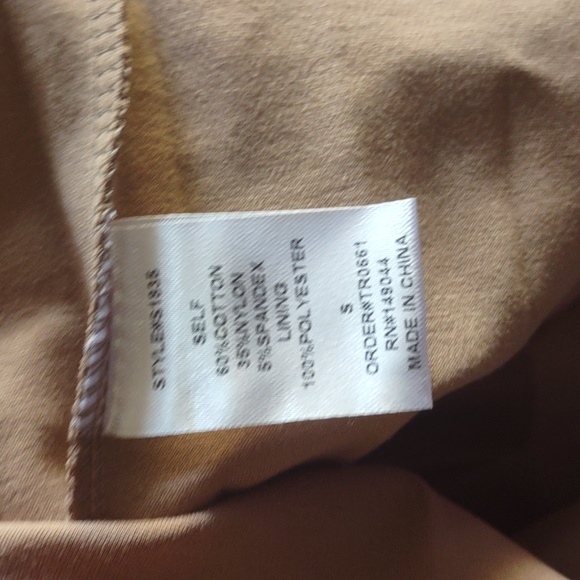 STYLE#S1835
SELF
60%COTTON
35%NYLON
5%SPANDEX
LINING
100%POLYESTER
S
ORDER#TR0661
RN#149044
MADE IN CHINA